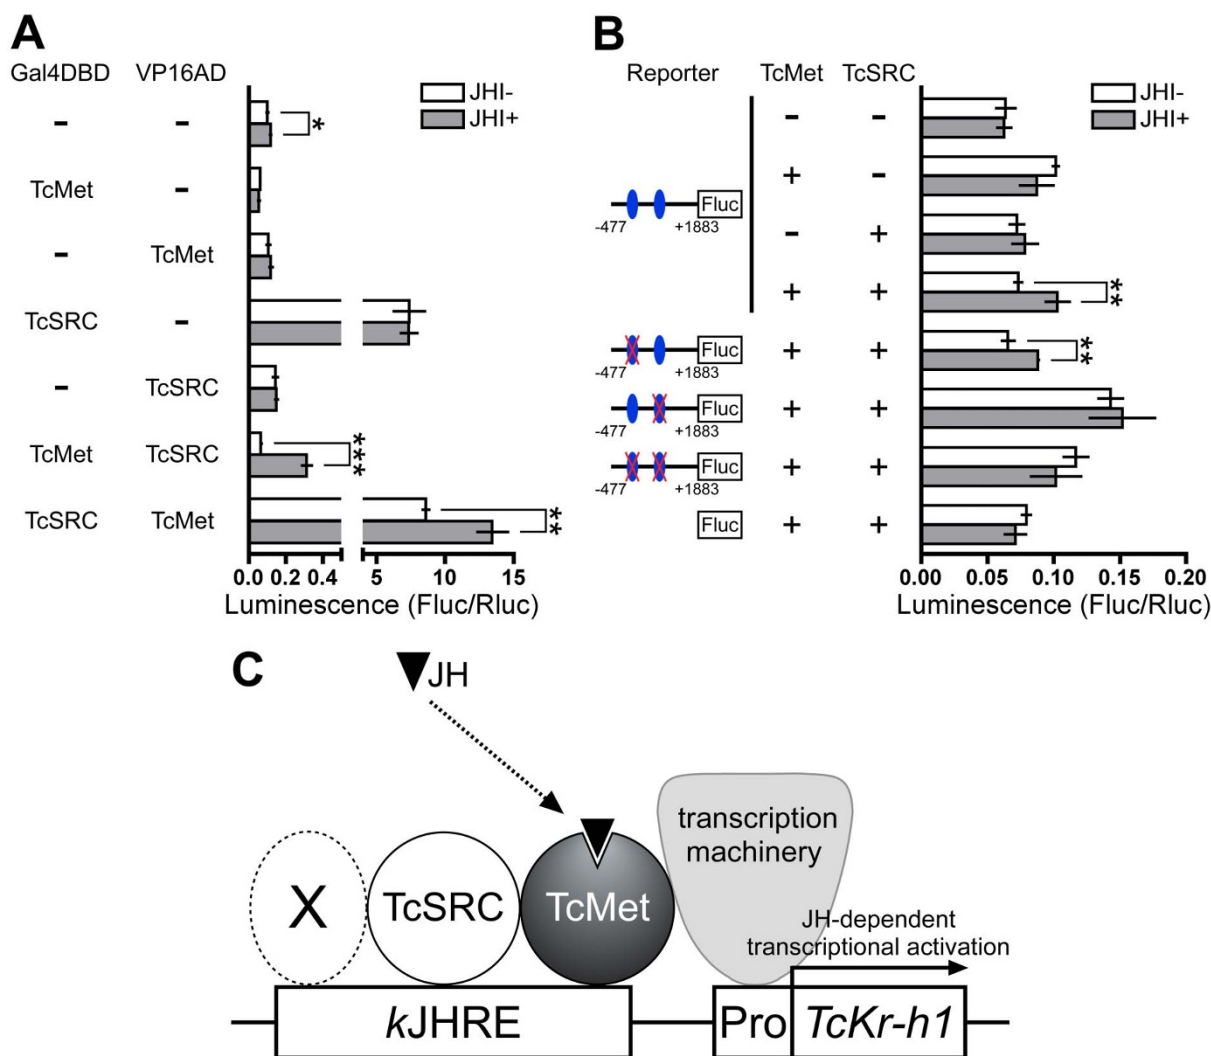 A
Gal4DBD VP16AD
JHI-
JHI+
- - *
TcMet -
- TcMet
TcSRC -
- TcSRC
TcMet TcSRC ***
TcSRC TcMet **
0.0 0.2 0.4 5 10 15
Luminescence (Fluc/Rluc)
B
Reporter TcMet TcSRC
JHI-
JHI+
- -
+ -
Fluc
-477 +1883
- +
+ + **
Fluc + + **
-477 +1883
Fluc + +
-477 +1883
Fluc + +
-477 +1883
Fluc + +
0.00 0.05 0.10 0.15 0.20
Luminescence (Fluc/Rluc)
C
JH
transcription
machinery
X TcSRC TcMet
JH-dependent
transcriptional activation
kJHRE Pro TcKr-h1